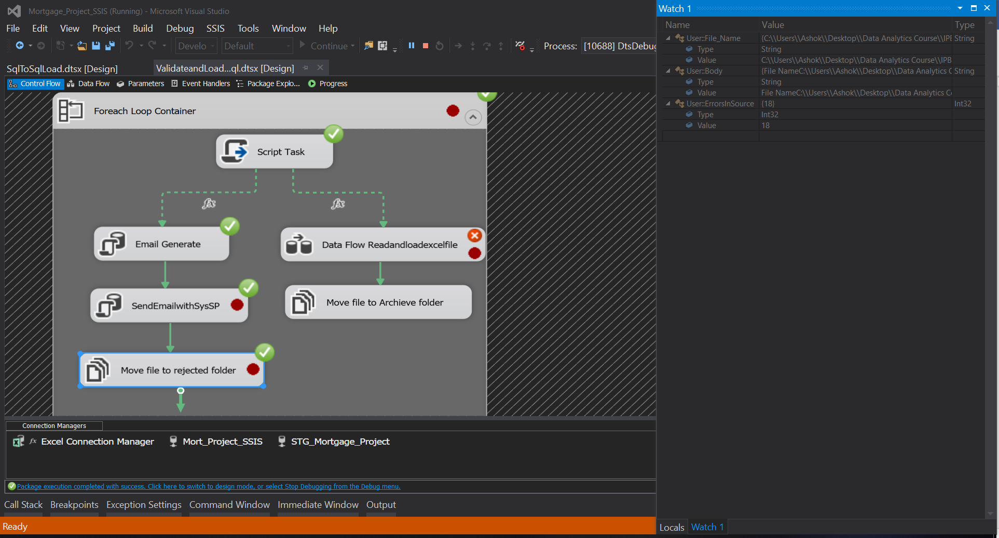 Mortgage_Project_SSIS (Running) - Microsoft Visual Studio
File Edit View Project Build Debug SSIS Tools Window Help
Develo Default Continue Process: [10688] DtsDebug
SqlToSqlLoad.dtsx [Design] ValidateandLoad...ql.dtsx [Design]
Control Flow Data Flow Parameters Event Handlers Package Explo... Progress
Foreach Loop Container
Script Task
fx fx
Email Generate
Data Flow Readandloadexcelfile
SendEmailwithSysSP
Move file to Archieve folder
Move file to rejected folder
Connection Managers
fx Excel Connection Manager Mort_Project_SSIS STG_Mortgage_Project
Package execution completed with success. Click here to switch to design mode, or select Stop Debugging from the Debug menu.
Call Stack Breakpoints Exception Settings Command Window Immediate Window Output
Ready
Watch 1
Name Value Type
User::File_Name {C:\\Users\\Ashok\\Desktop\\Data Analytics Course\\IPB String
Type String
Value C:\\Users\\Ashok\\Desktop\\Data Analytics Course\\IPB
User::Body {File NameC:\\Users\\Ashok\\Desktop\\Data Analytics C String
Type String
Value File NameC:\\Users\\Ashok\\Desktop\\Data Analytics C
User::ErrorsInSource {18} Int32
Type Int32
Value 18
Locals Watch 1